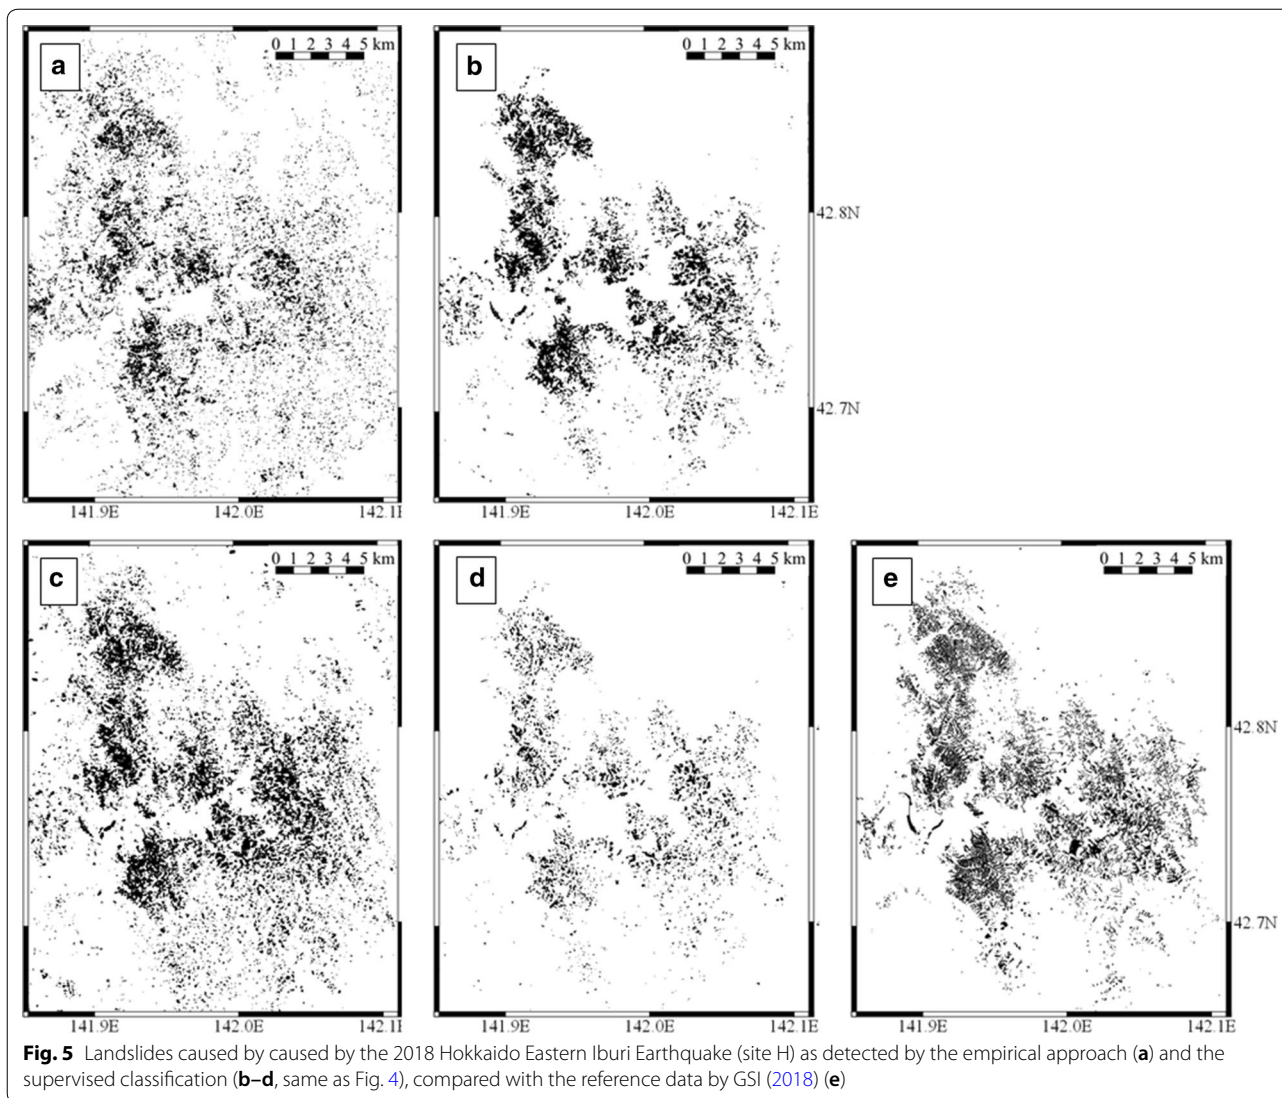 a
0 1 2 3 4 5 km
b
0 1 2 3 4 5 km
42.8N
42.7N
141.9E 142.0E 142.1I
141.9E 142.0E 142.1E
c
0 1 2 3 4 5 km
d
0 1 2 3 4 5 km
e
0 1 2 3 4 5 km
42.8N
42.7N
141.9E 142.0E 142.1I
141.9E 142.0E
141.9E 142.0E 142.1E
Fig. 5 Landslides caused by caused by the 2018 Hokkaido Eastern Iburi Earthquake (site H) as detected by the empirical approach (a) and the
supervised classification (b–d, same as Fig. 4), compared with the reference data by GSI (2018) (e)